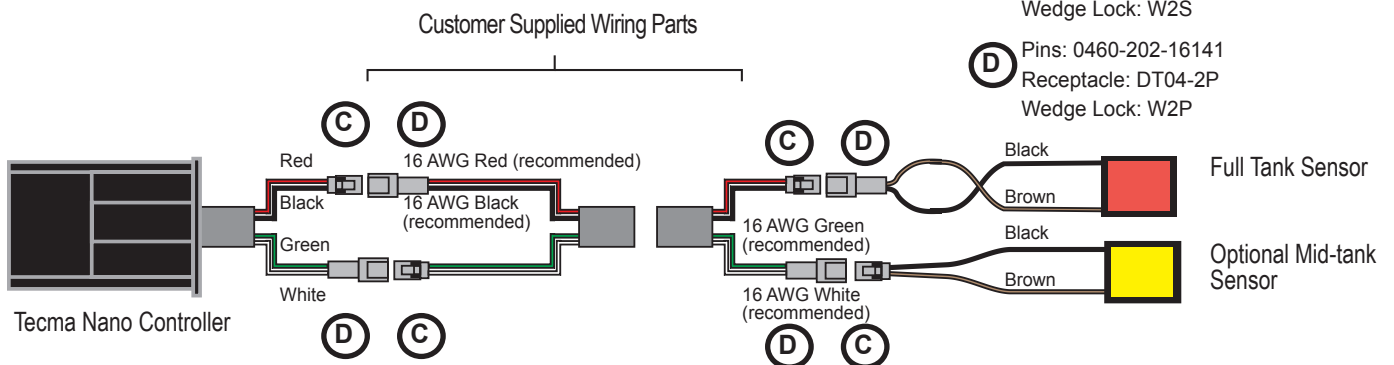 Wedge Lock: W2S
Customer Supplied Wiring Parts
D
Pins: 0460-202-16141
Receptacle: DT04-2P
Wedge Lock: W2P
C
D
C
D
Red
16 AWG Red (recommended)
Black
16 AWG Black
(recommended)
Black
Brown
Full Tank Sensor
Green
White
16 AWG Green
(recommended)
16 AWG White
(recommended)
Black
Brown
Optional Mid-tank
Sensor
Tecma Nano Controller
D
C
D
C